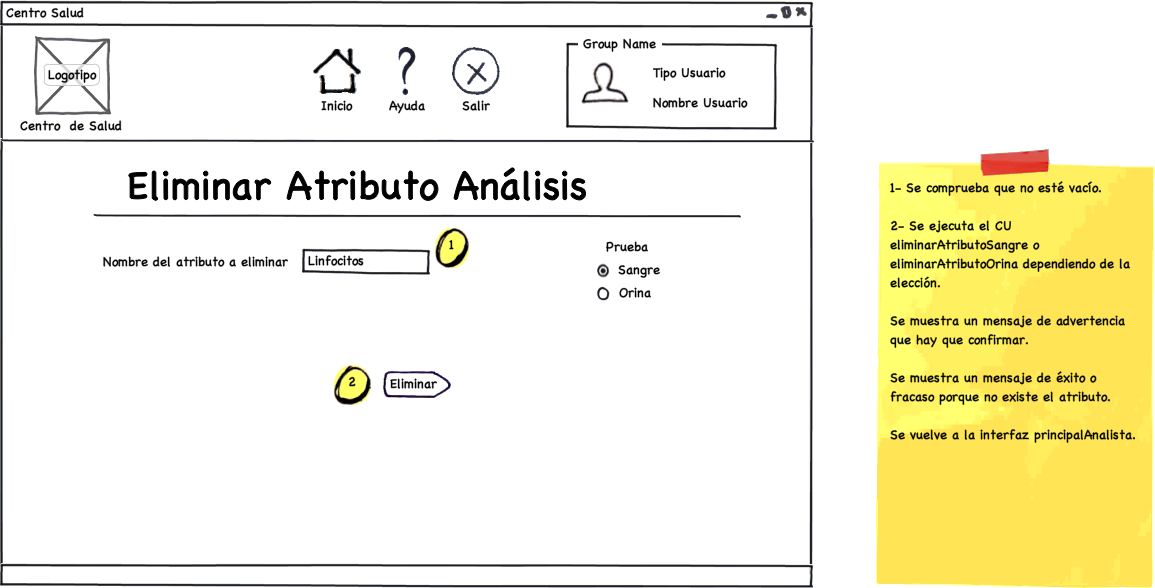 Centro Salud
Logotipo
Centro de Salud
Inicio
Ayuda
Salir
Group Name
Tipo Usuario
Nombre Usuario
Eliminar Atributo Análisis
Nombre del atributo a eliminar
Linfocitos
1
Prueba
Sangre
Orina
2
Eliminar
1- Se comprueba que no esté vacío.
2- Se ejecuta el CU
eliminarAtributoSangre o
eliminarAtributoOrina dependiendo de la
elección.
Se muestra un mensaje de advertencia
que hay que confirmar.
Se muestra un mensaje de éxito o
fracaso porque no existe el atributo.
Se vuelve a la interfaz principalAnalista.